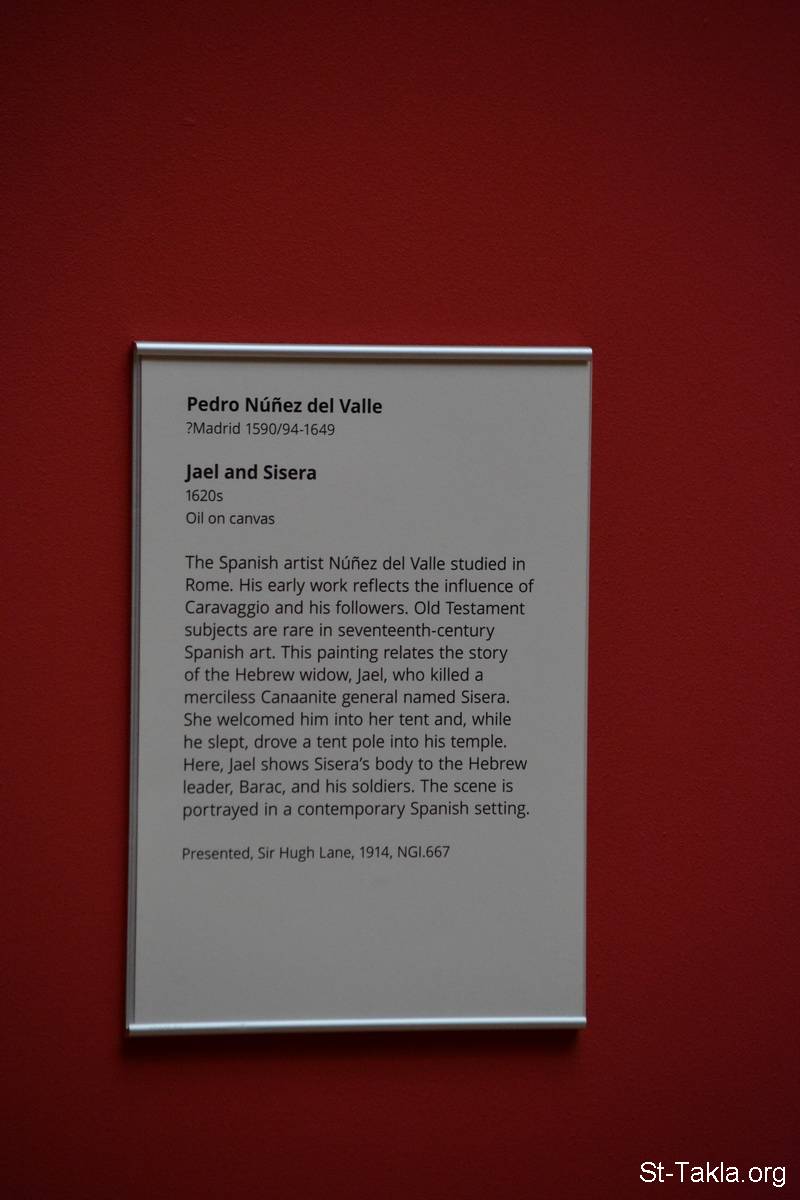 Pedro Núñez del Valle
?Madrid 1590/94-1649
Jael and Sisera
1620s
Oil on canvas
The Spanish artist Núñez del Valle studied in
Rome. His early work reflects the influence of
Caravaggio and his followers. Old Testament
subjects are rare in seventeenth-century
Spanish art. This painting relates the story
of the Hebrew widow, Jael, who killed a
merciless Canaanite general named Sisera.
She welcomed him into her tent and, while
he slept, drove a tent pole into his temple.
Here, Jael shows Sisera’s body to the Hebrew
leader, Barac, and his soldiers. The scene is
portrayed in a contemporary Spanish setting.
Presented, Sir Hugh Lane, 1914, NGI.667
St-Takla.org